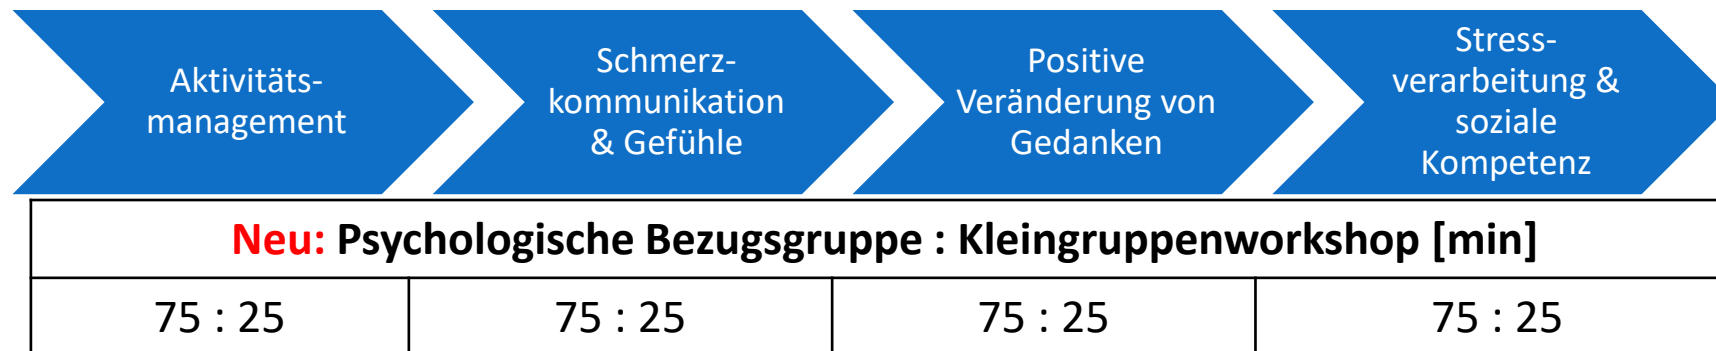 Aktivitäts-
management
Schmerz-
kommunikation
& Gefühle
Positive
Veränderung von
Gedanken
Stress-
verarbeitung &
soziale
Kompetenz
Neu: Psychologische Bezugsgruppe : Kleingruppenworkshop [min]
75 : 25
75 : 25
75 : 25
75 : 25